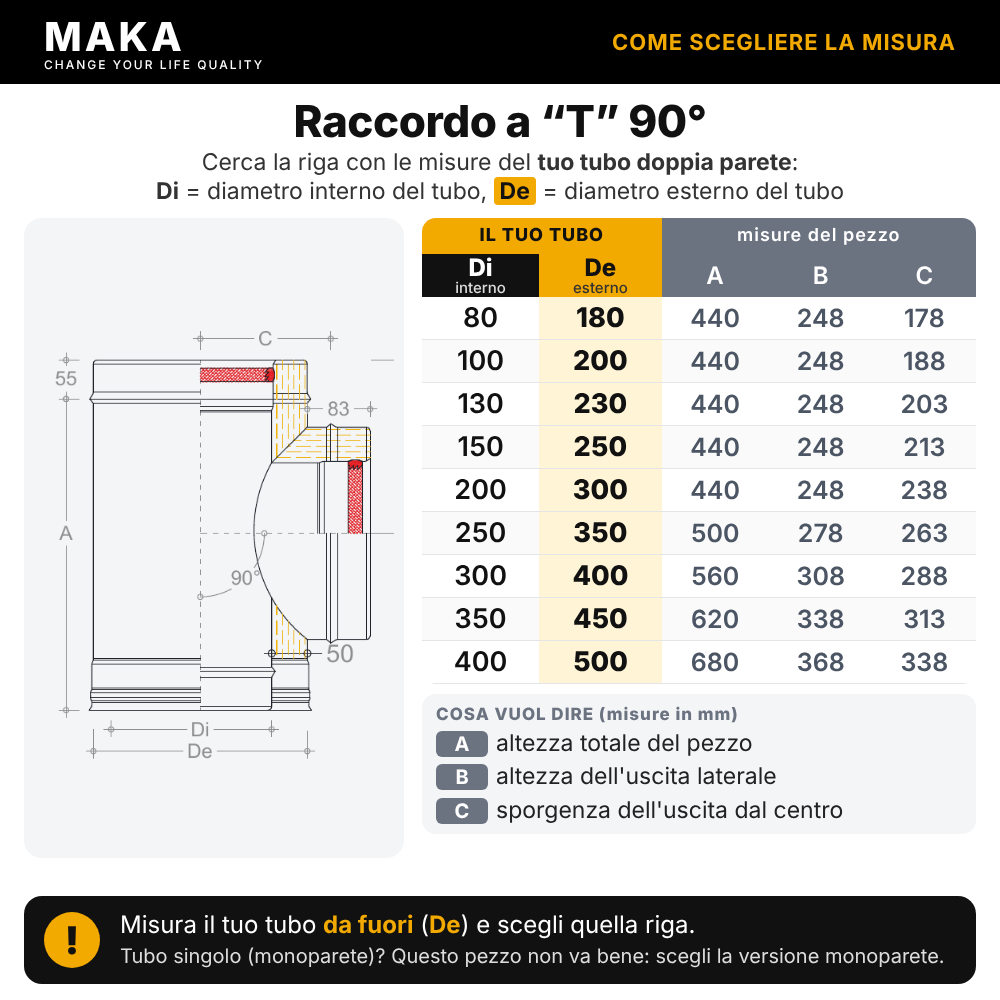 MAKA
CHANGE YOUR LIFE QUALITY
COME SCEGLIERE LA MISURA
Raccordo a “T” 90°
Cerca la riga con le misure del tuo tubo doppia parete:
Di = diametro interno del tubo, De = diametro esterno del tubo
C
55
83
A
90°
50
Di
De
IL TUO TUBO misure del pezzo
Di interno De esterno A B C
80 180 440 248 178
100 200 440 248 188
130 230 440 248 203
150 250 440 248 213
200 300 440 248 238
250 350 500 278 263
300 400 560 308 288
350 450 620 338 313
400 500 680 368 338
COSA VUOL DIRE (misure in mm)
A altezza totale del pezzo
B altezza dell'uscita laterale
C sporgenza dell'uscita dal centro
! Misura il tuo tubo da fuori (De) e scegli quella riga.
Tubo singolo (monoparete)? Questo pezzo non va bene: scegli la versione monoparete.